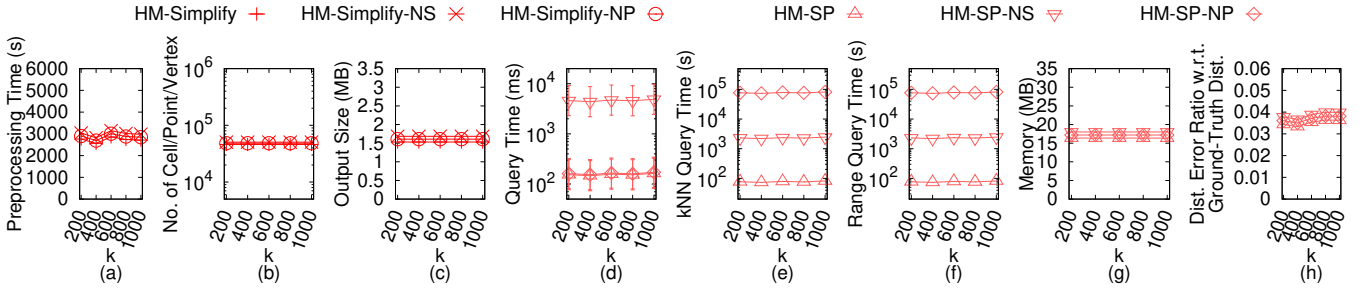 HM-Simplify HM-Simplify-NS HM-Simplify-NP HM-SP HM-SP-NS HM-SP-NP
Preprocessing Time (s)
6000
5000
4000
3000
2000
1000
0
200 400 600 800 1000
k
(a)
No. of Cell/Point/Vertex
10^6
10^5
10^4
200 400 600 800 1000
k
(b)
Output Size (MB)
3.5
3
2.5
2
1.5
1
0.5
0
200 400 600 800 1000
k
(c)
Query Time (ms)
10^4
10^3
10^2
200 400 600 800 1000
k
(d)
kNN Query Time (s)
10^5
10^4
10^3
10^2
200 400 600 800 1000
k
(e)
Range Query Time (s)
10^5
10^4
10^3
10^2
200 400 600 800 1000
k
(f)
Memory (MB)
35
30
25
20
15
10
5
0
200 400 600 800 1000
k
(g)
Dist. Error Ratio w.r.t.
Ground-Truth Dist.
0.06
0.05
0.04
0.03
0.02
0.01
0
200 400 600 800 1000
k
(h)